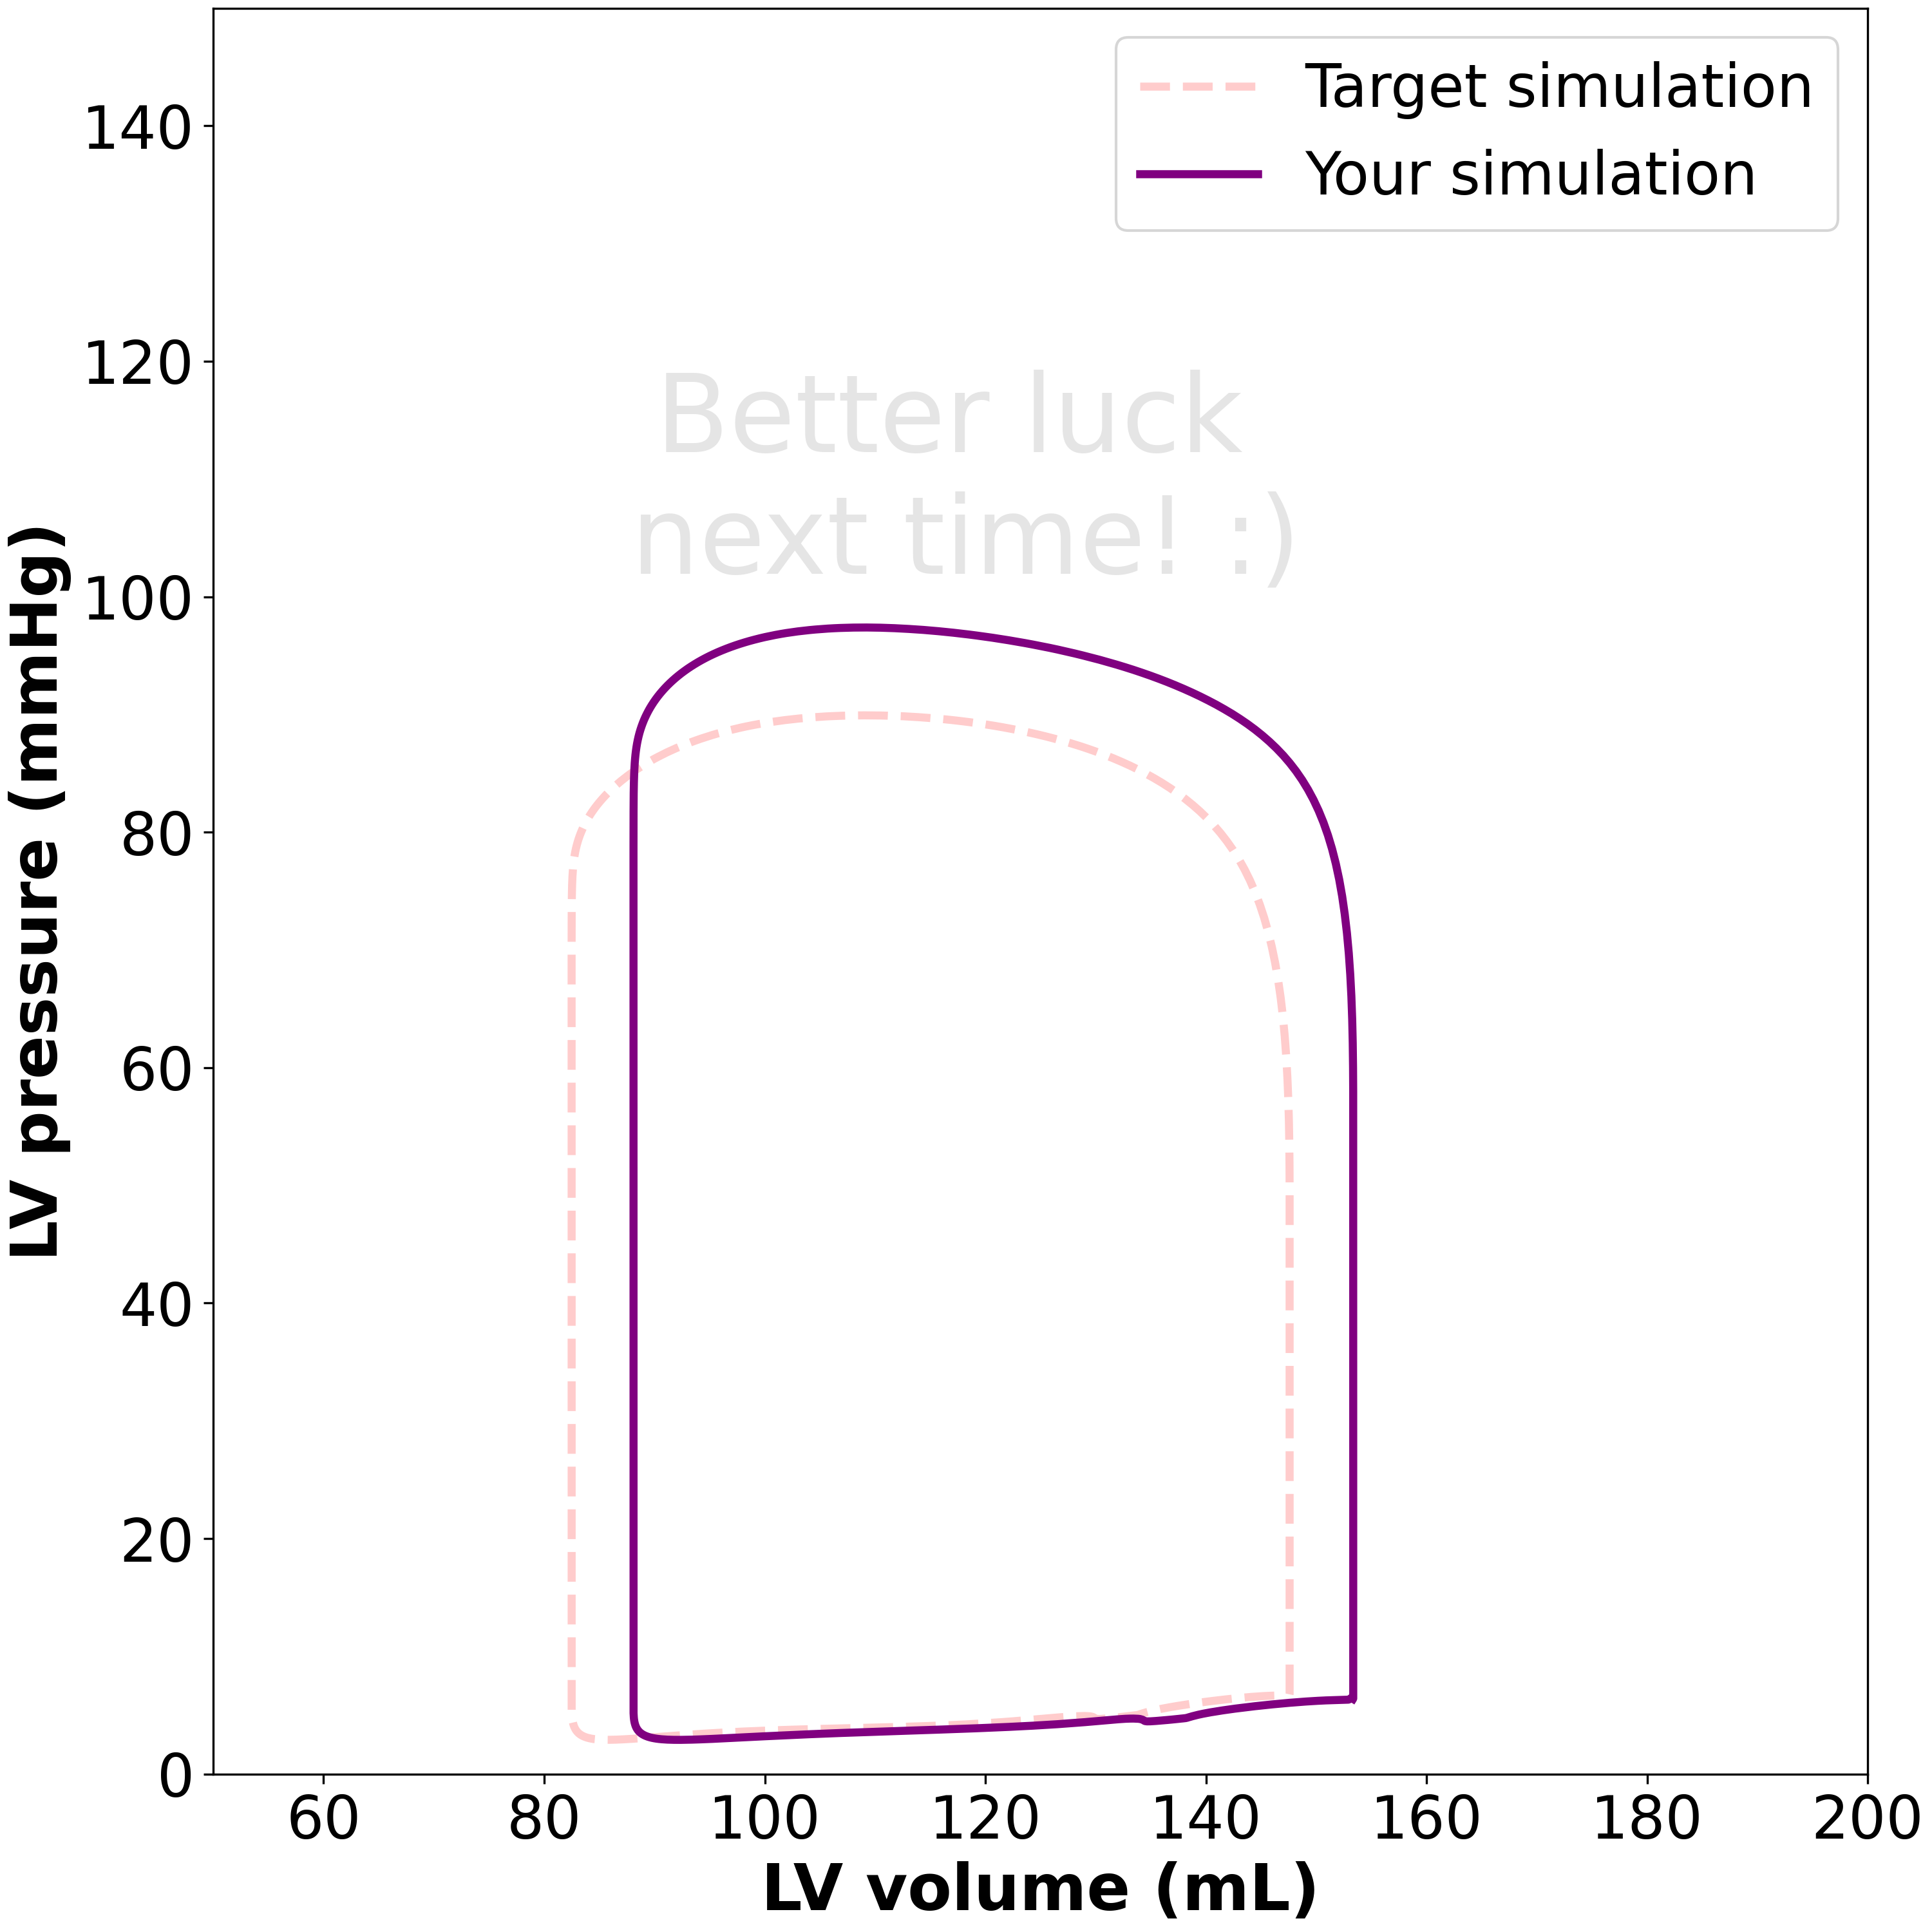 Target simulation
Your simulation
140
120
Better luck
next time! :)
100
80
60
40
20
0
LV pressure (mmHg)
60 80 100 120 140 160 180 200
LV volume (mL)